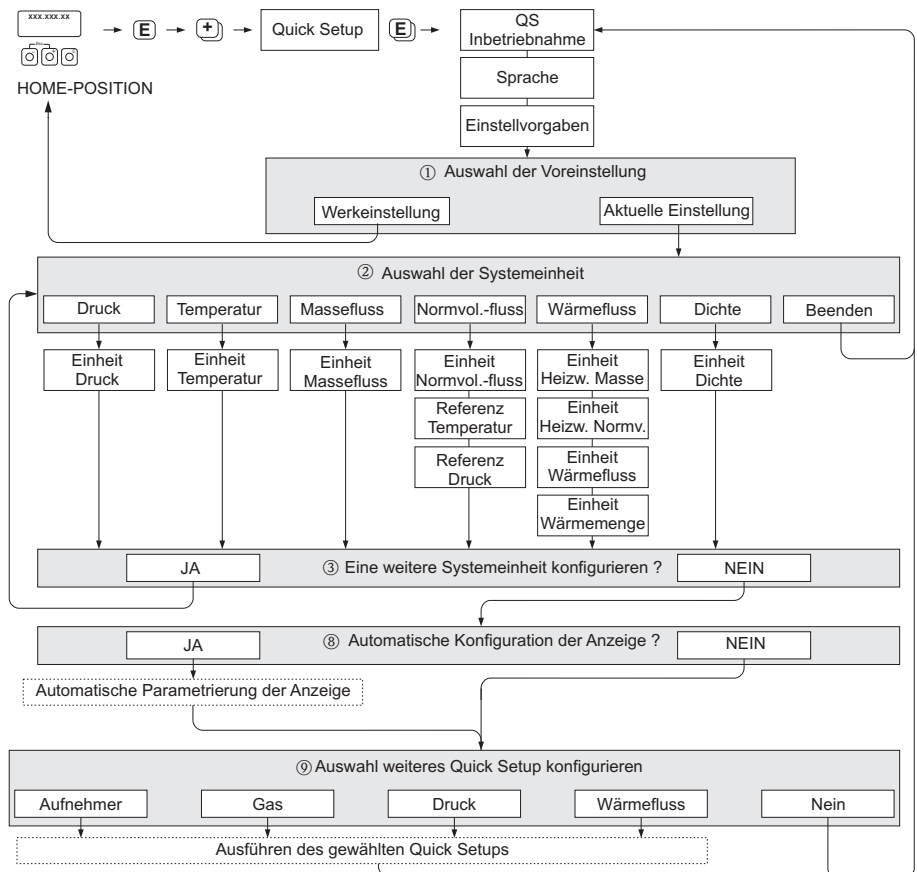 xxx.xxx.xx
Esc
E
+
Quick Setup
E
QS
Inbetriebnahme
HOME-POSITION
Sprache
Einstellvorgaben
① Auswahl der Voreinstellung
Werkeinstellung
Aktuelle Einstellung
② Auswahl der Systemeinheit
Druck
Temperatur
Massefluss
Normvol.-fluss
Wärmefluss
Dichte
Beenden
Einheit
Druck
Einheit
Temperatur
Einheit
Massefluss
Einheit
Normvol.-fluss
Einheit
Heizw. Masse
Einheit
Dichte
Referenz
Temperatur
Einheit
Heizw. Normv.
Referenz
Druck
Einheit
Wärmefluss
Einheit
Wärmemenge
JA
③ Eine weitere Systemeinheit konfigurieren ?
NEIN
JA
⑧ Automatische Konfiguration der Anzeige ?
NEIN
Automatische Parametrierung der Anzeige
⑨ Auswahl weiteres Quick Setup konfigurieren
Aufnehmer
Gas
Druck
Wärmefluss
Nein
Ausführen des gewählten Quick Setups